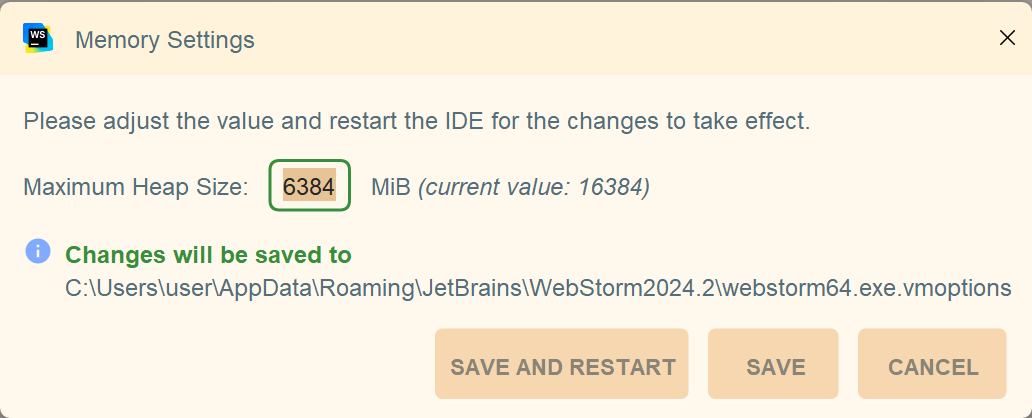 WS
Memory Settings
Please adjust the value and restart the IDE for the changes to take effect.
Maximum Heap Size: 6384 MiB (current value: 16384)
Changes will be saved to
C:\Users\user\AppData\Roaming\JetBrains\WebStorm2024.2\webstorm64.exe.vmoptions
SAVE AND RESTART SAVE CANCEL